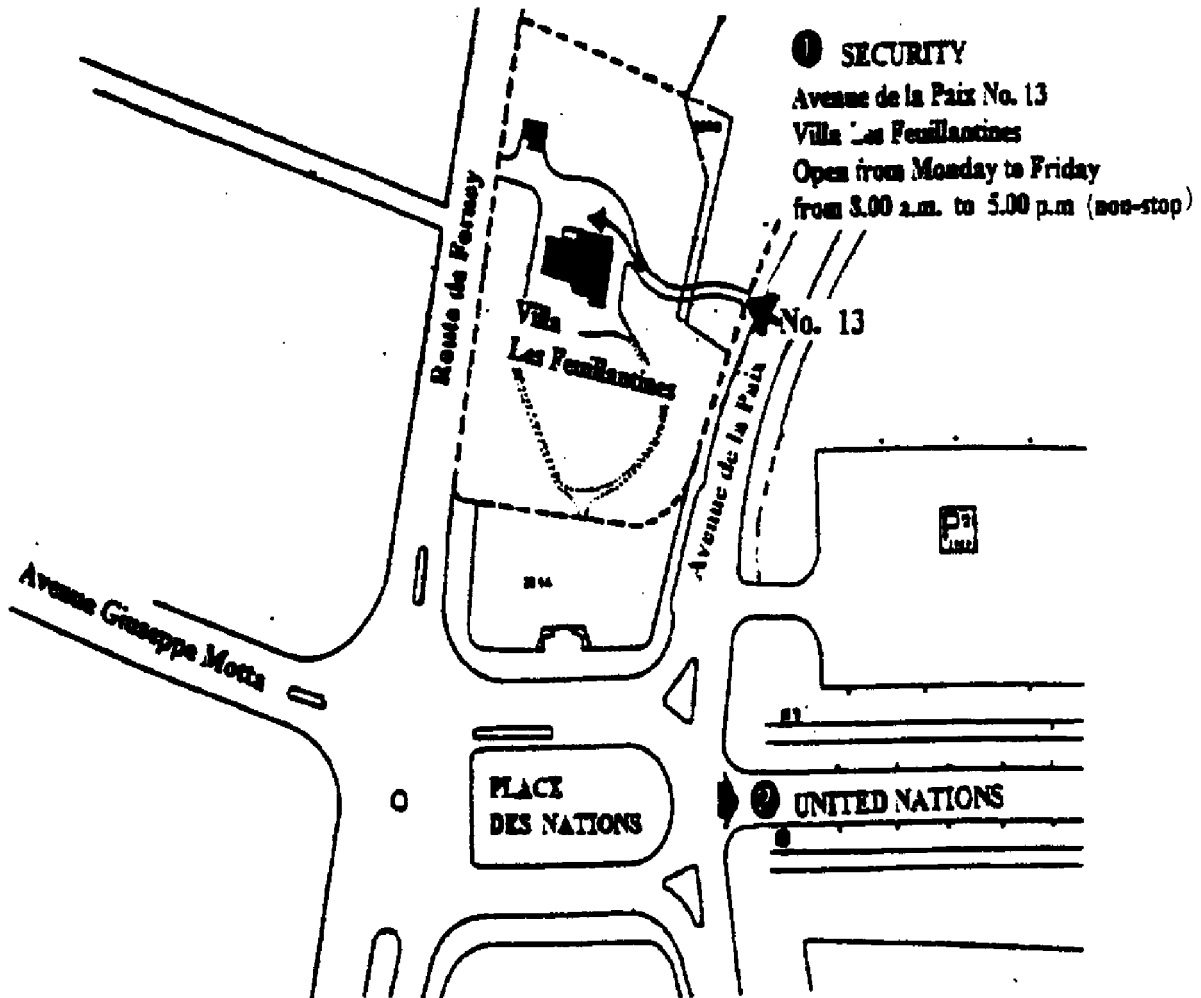 1 SECURITY
Avenue de la Paix No. 13
Villa Les Feuillantines
Open from Monday to Friday
from 8.00 a.m. to 5.00 p.m (non-stop)
No. 13
Route de Ferney
Villa
Les Feuillantines
Avenue de la Paix
Avenue Giuseppe Motta
PLACE
DES NATIONS
2 UNITED NATIONS